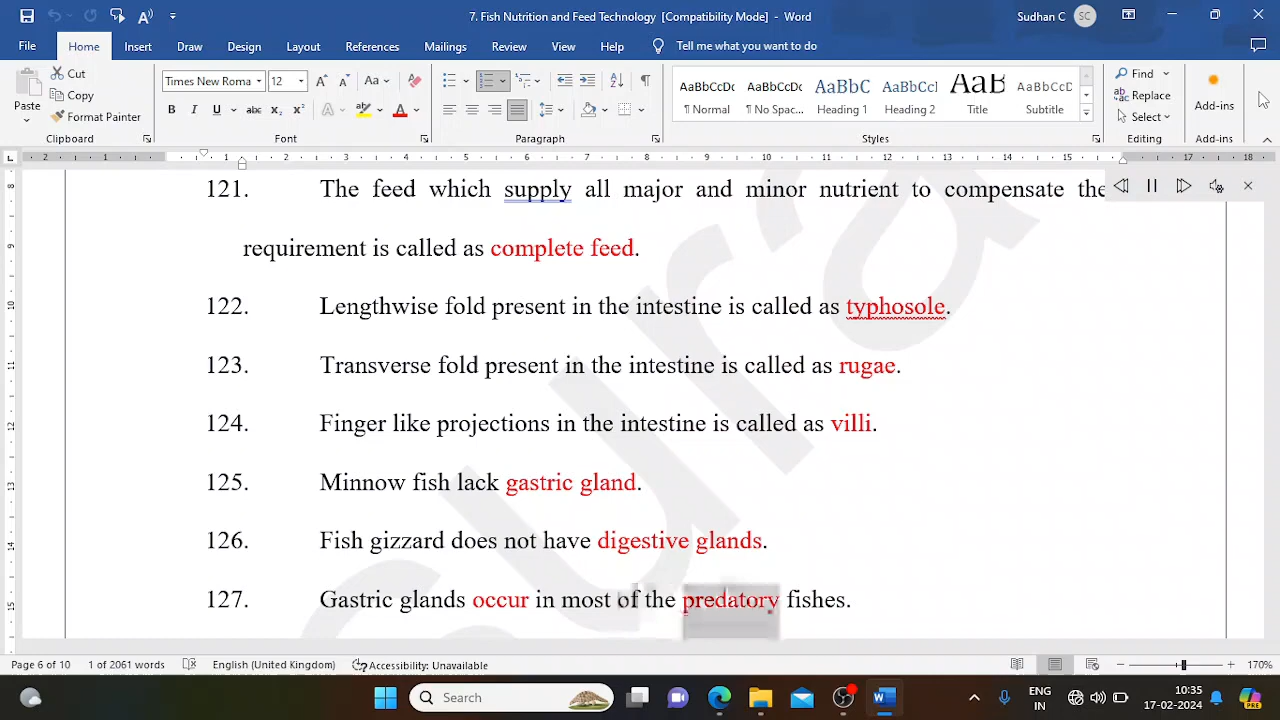 7. Fish Nutrition and Feed Technology [Compatibility Mode] - Word
Sudhan C SC
File Home Insert Draw Design Layout References Mailings Review View Help Tell me what you want to do
Cut
Copy
Format Painter
Paste
Clipboard
Times New Roma 12
Font
Paragraph
AaBbCcDc AaBbCcDc AaBbC AaBbCcl AaB AaBbCcD
¶ Normal ¶ No Spac... Heading 1 Heading 2 Title Subtitle
Styles
Find
Replace
Select
Editing
Add-ins
Add-ins
121. The feed which supply all major and minor nutrient to compensate the
requirement is called as complete feed.
122. Lengthwise fold present in the intestine is called as typhosole.
123. Transverse fold present in the intestine is called as rugae.
124. Finger like projections in the intestine is called as villi.
125. Minnow fish lack gastric gland.
126. Fish gizzard does not have digestive glands.
127. Gastric glands occur in most of the predatory fishes.
Page 6 of 10 1 of 2061 words English (United Kingdom) Accessibility: Unavailable 170%
Search
IN
10:35
17-02-2024
PRE